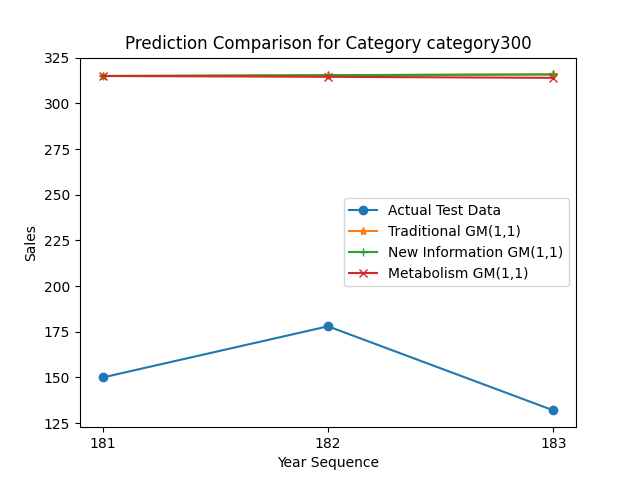 Prediction Comparison for Category category300
325
300
275
250
225
200
175
150
125
Sales
Actual Test Data
Traditional GM(1,1)
New Information GM(1,1)
Metabolism GM(1,1)
181
182
183
Year Sequence